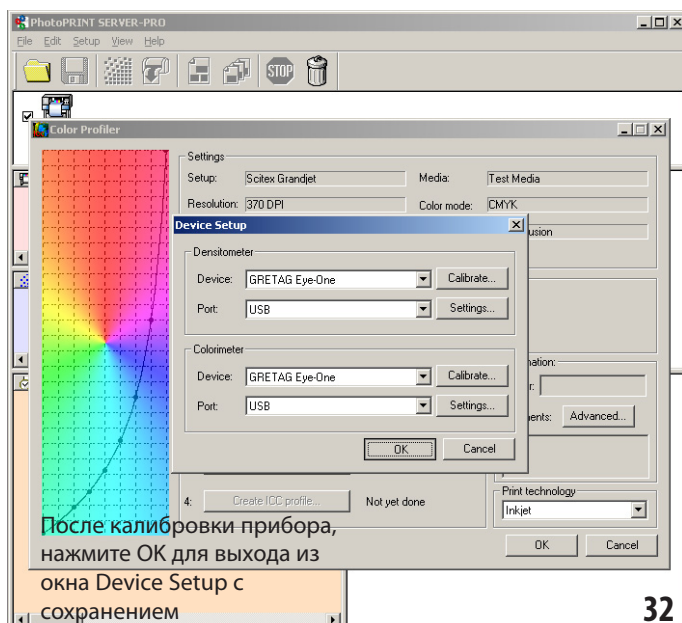 PhotoPRINT SERVER-PRO
File Edit Setup View Help
STOP
Color Profiler
Settings
Setup: Scitex Grandjet Media: Test Media
Resolution: 370 DPI Color mode: CMYK
Device Setup
Densitometer
Device: GRETAG Eye-One Calibrate...
Port: USB Settings...
Colorimeter
Device: GRETAG Eye-One Calibrate...
Port: USB Settings...
OK Cancel
Advanced...
4: Create ICC profile... Not yet done
Print technology
Inkjet
OK Cancel
После калибровки прибора,
нажмите OK для выхода из
окна Device Setup с
сохранением
32